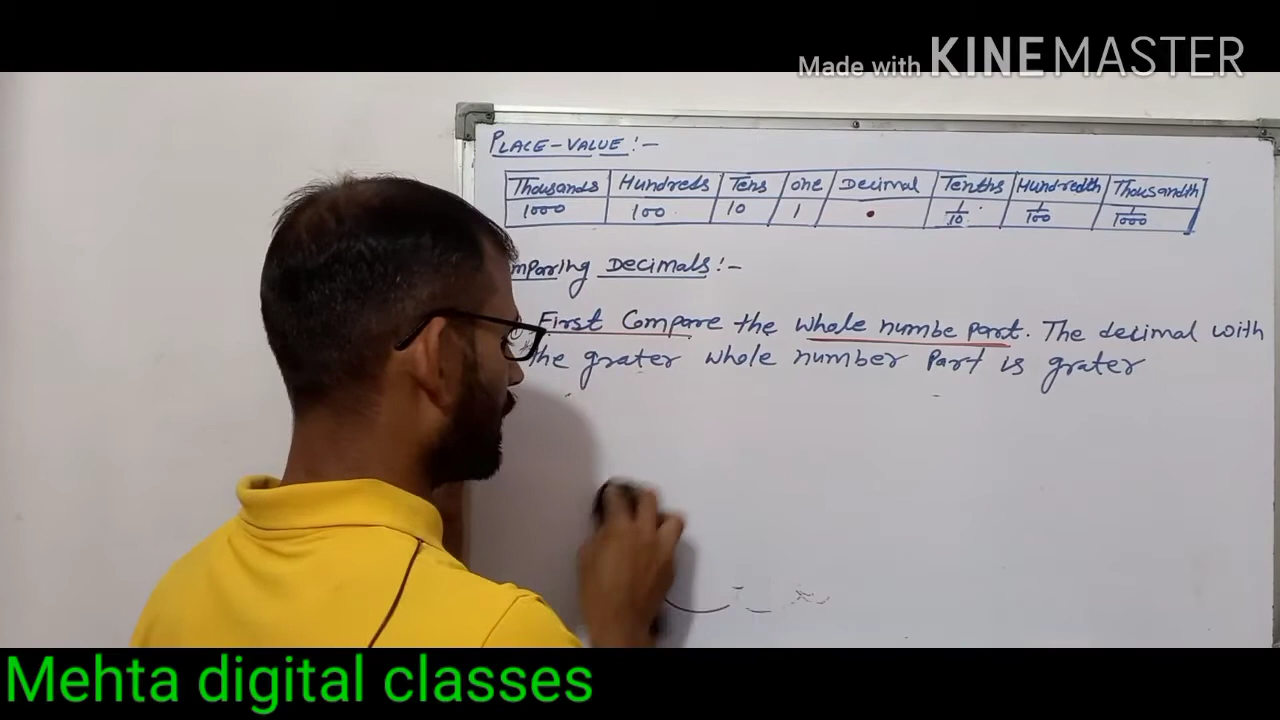 Made with KINEMASTER
PLACE-VALUE :-
Thousands Hundreds Tens one Decimal Tenths Hundredth Thousandth
1000 100 10 1 . 1/10 1/100 1/1000
mparing Decimals :-
First Compare the whole numbe part. The decimal with
the grater whole number Part is grater
Mehta digital classes